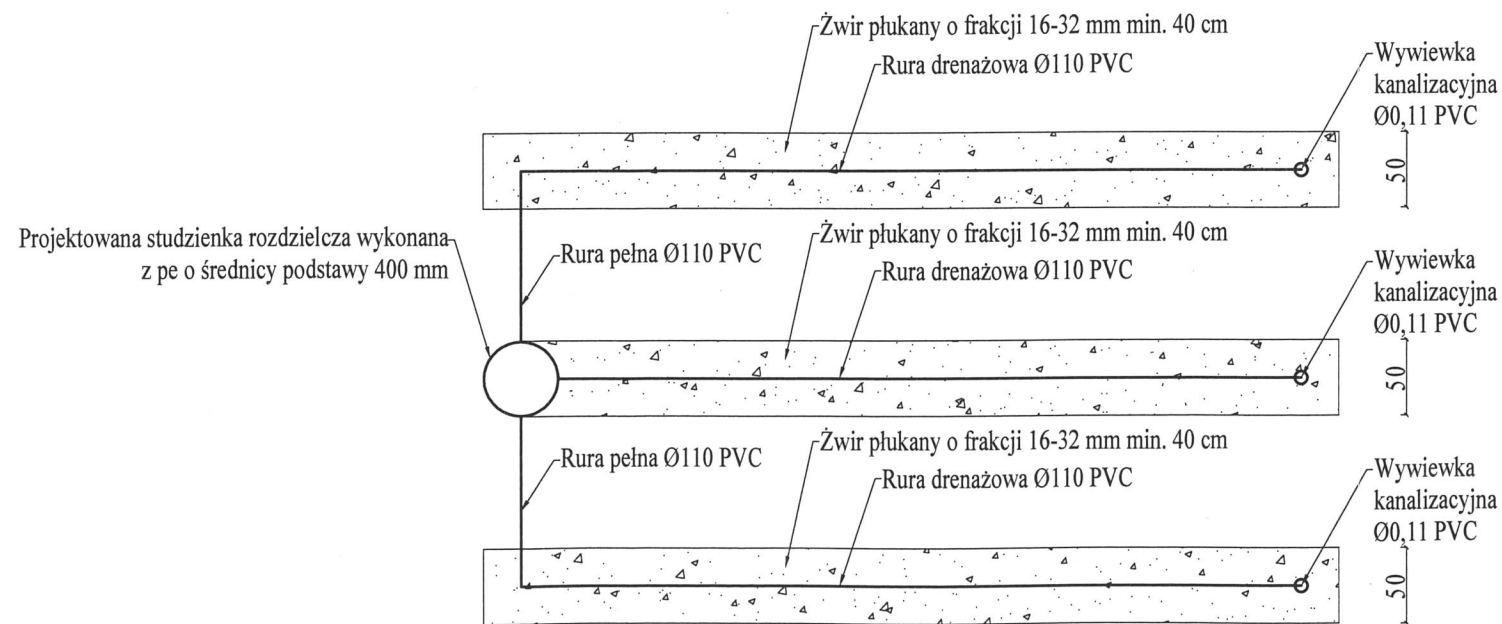 Żwir płukany o frakcji 16-32 mm min. 40 cm
Rura drenażowa Ø110 PVC
Wywiewka
kanalizacyjna
Ø0,11 PVC
50
Projektowana studzienka rozdzielcza wykonana
z pe o średnicy podstawy 400 mm
Rura pełna Ø110 PVC
Żwir płukany o frakcji 16-32 mm min. 40 cm
Rura drenażowa Ø110 PVC
Wywiewka
kanalizacyjna
Ø0,11 PVC
50
Rura pełna Ø110 PVC
Żwir płukany o frakcji 16-32 mm min. 40 cm
Rura drenażowa Ø110 PVC
Wywiewka
kanalizacyjna
Ø0,11 PVC
50